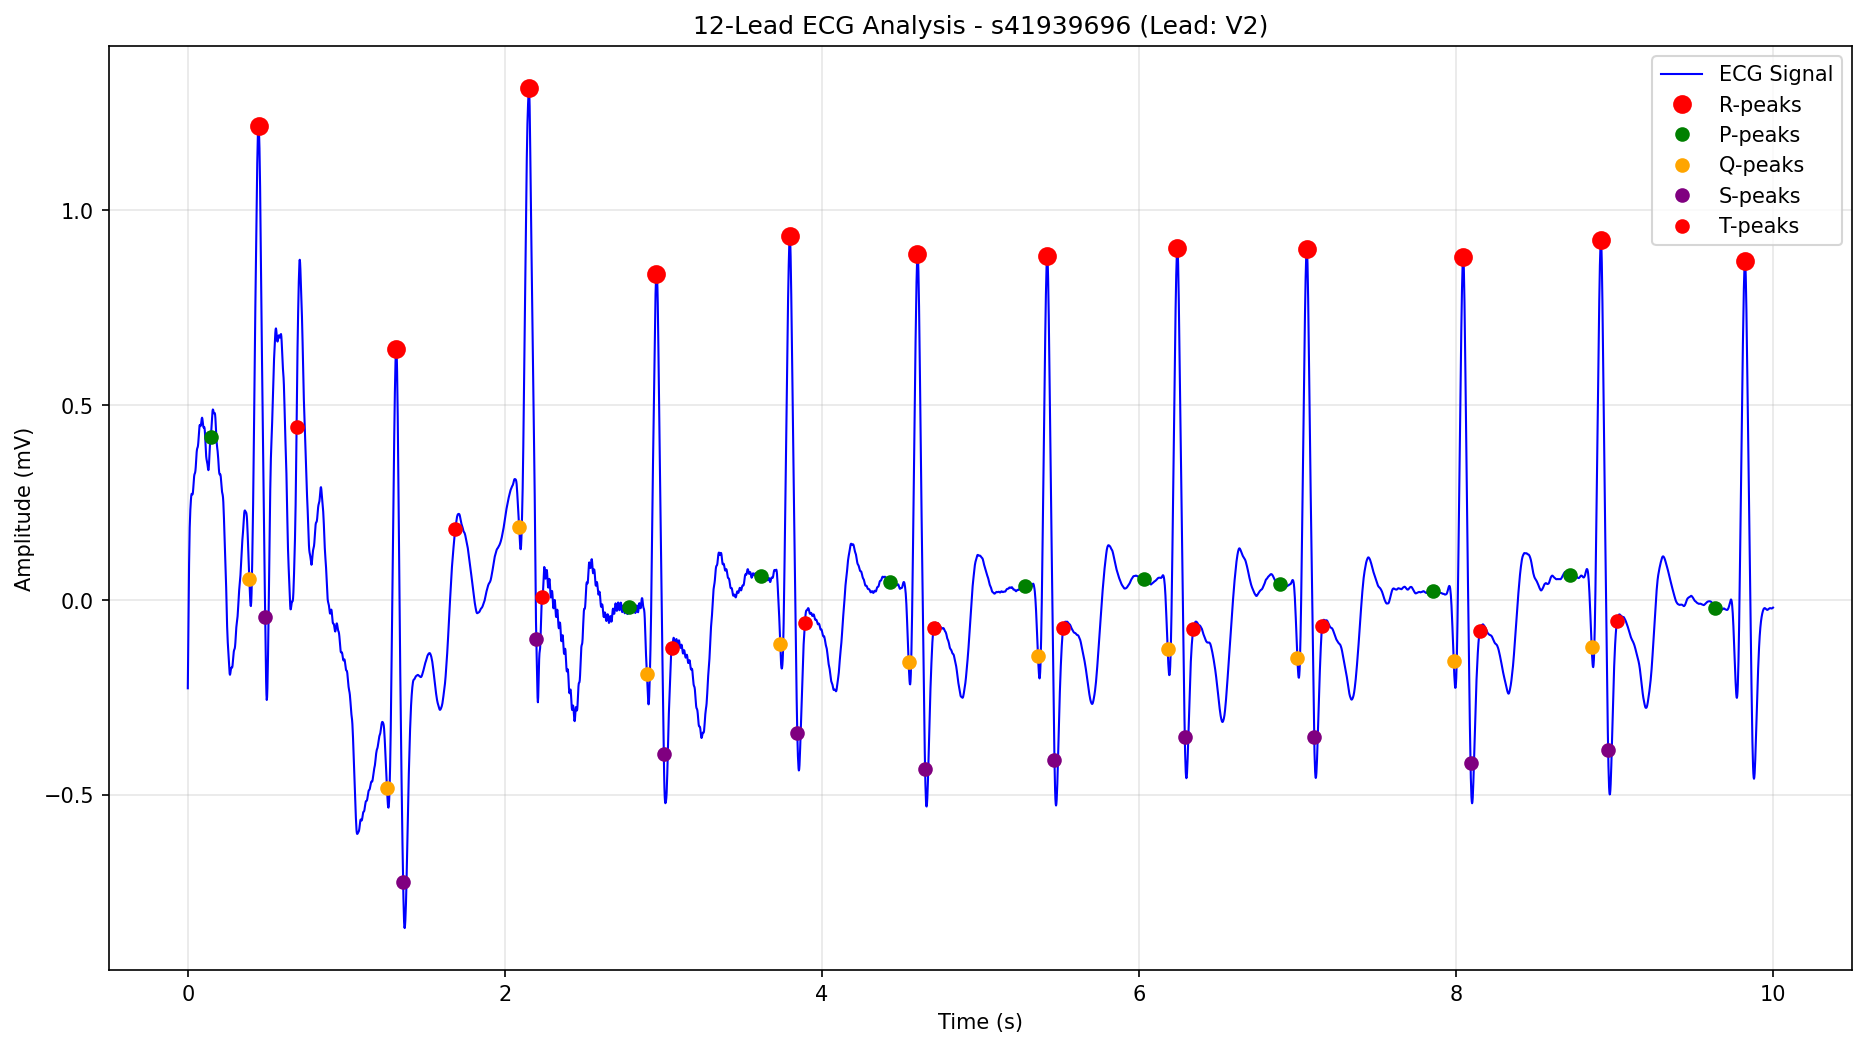 12-Lead ECG Analysis - s41939696 (Lead: V2)
ECG Signal
R-peaks
P-peaks
Q-peaks
S-peaks
T-peaks
Amplitude (mV)
1.0
0.5
0.0
−0.5
0 2 4 6 8 10
Time (s)